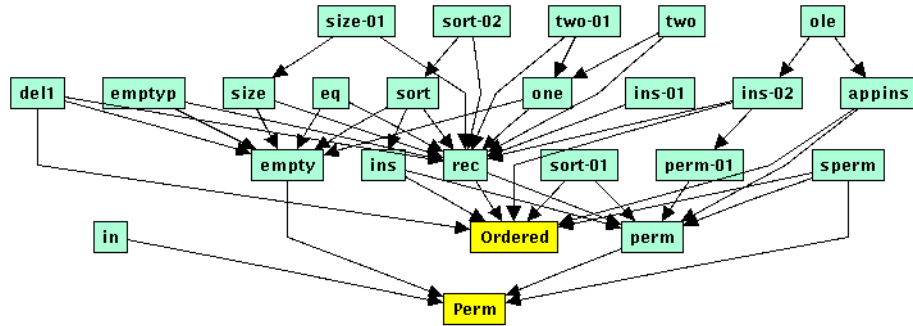 size-01 sort-02 two-01 two ole
del1 emptyp size eq sort one ins-01 ins-02 appins
empty ins rec sort-01 perm-01 sperm
in Ordered perm
Perm